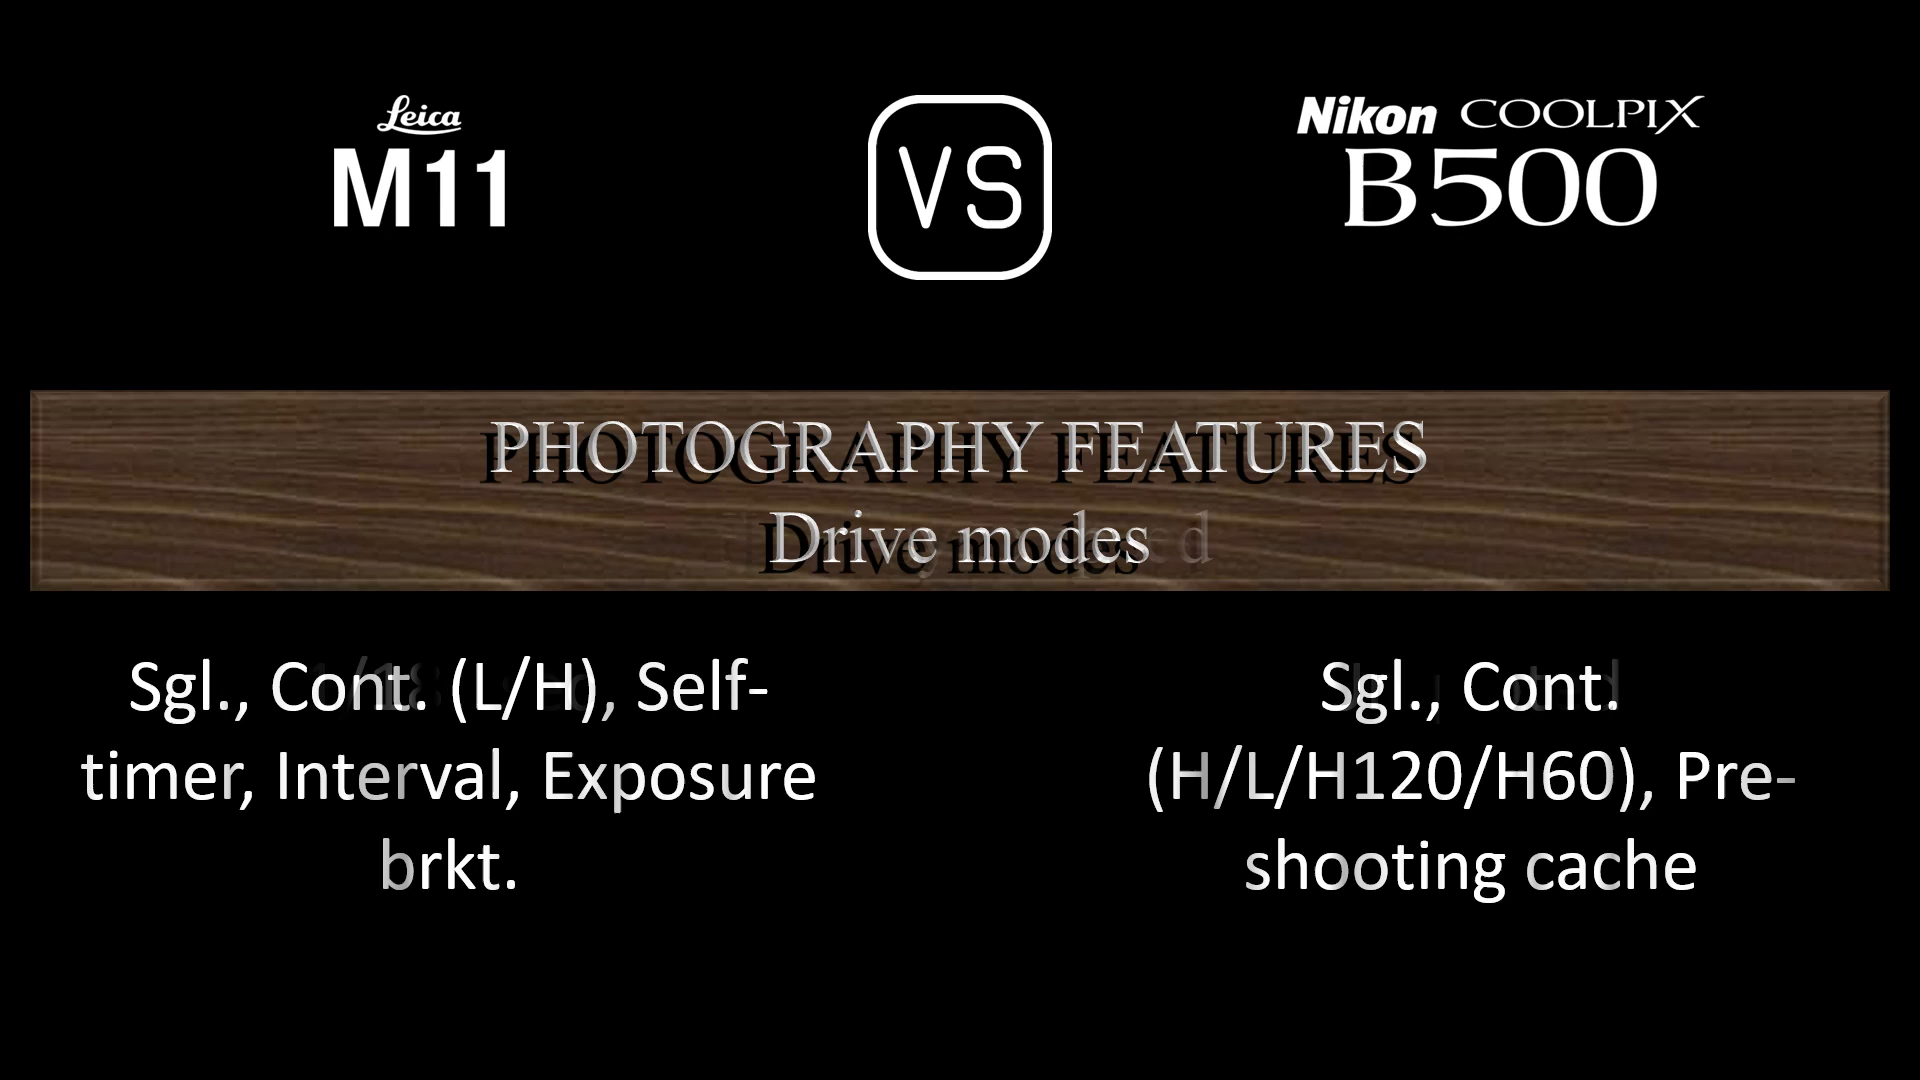 Leica
M11
VS
Nikon COOLPIX
B500
PHOTOGRAPHY FEATURES
Drive modes
Sgl., Cont. (L/H), Self-
timer, Interval, Exposure
brkt.
Sgl., Cont.
(H/L/H120/H60), Pre-
shooting cache